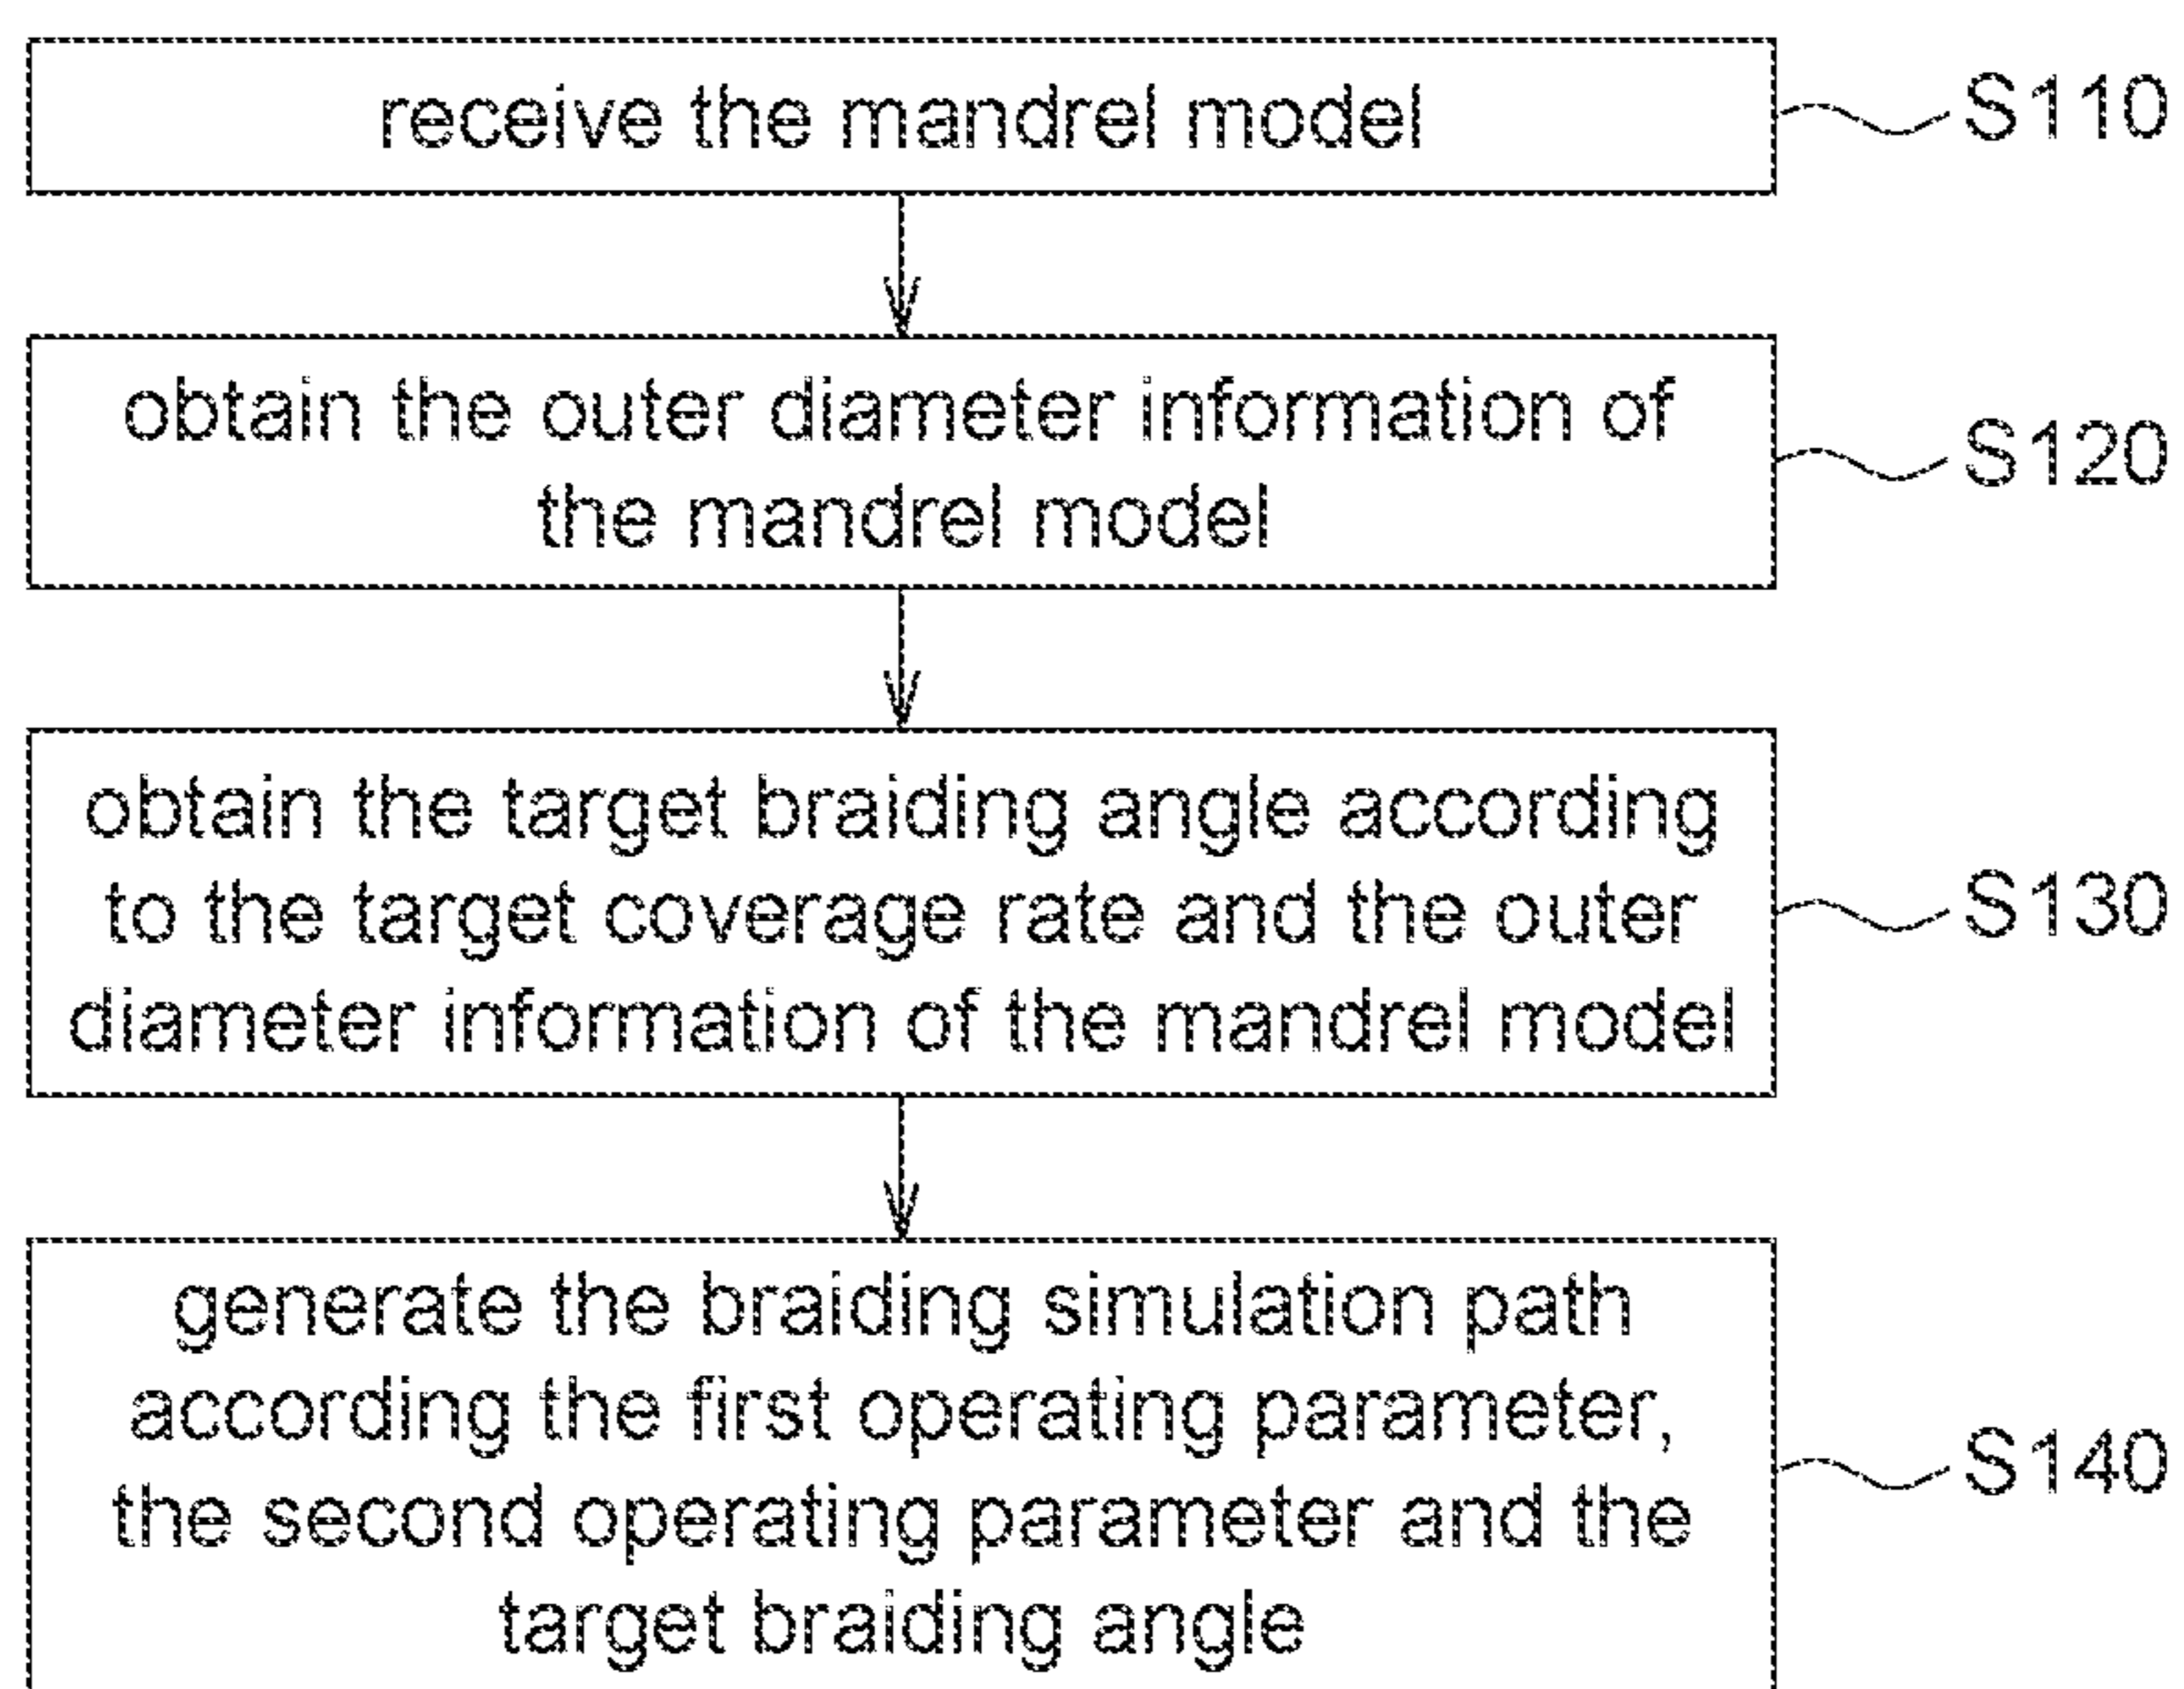 receive the mandrel model
S110
obtain the outer diameter information of
the mandrel model
S120
obtain the target braiding angle according
to the target coverage rate and the outer
diameter information of the mandrel model
S130
generate the braiding simulation path
according the first operating parameter,
the second operating parameter and the
target braiding angle
S140